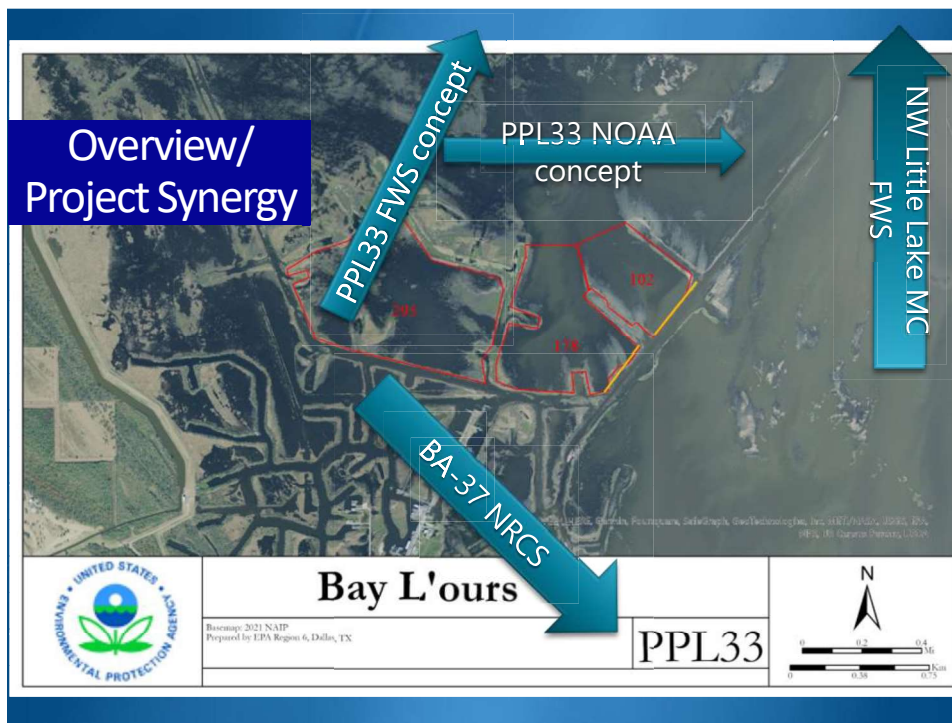 Overview/
Project Synergy
PPL33 FWS concept
PPL33 NOAA
concept
NW Little Lake MC
FWS
102
138
BA-37 NRCS
UNITED STATES
ENVIRONMENTAL PROTECTION AGENCY
Bay L'ours
Basemap: 2021 NAIP
Prepared by EPA Region 6, Dallas, TX
PPL33
N
0 0.2 0.4
Mi
Km
0 0.38 0.75